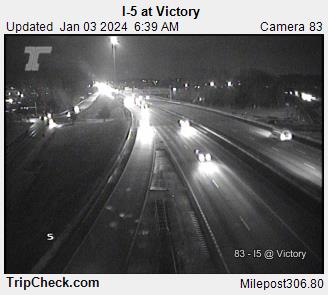 I-5 at Victory
Updated Jan 03 2024 6:39 AM Camera 83
T
S
83 - I5 @ Victory
TripCheck.com Milepost306.80